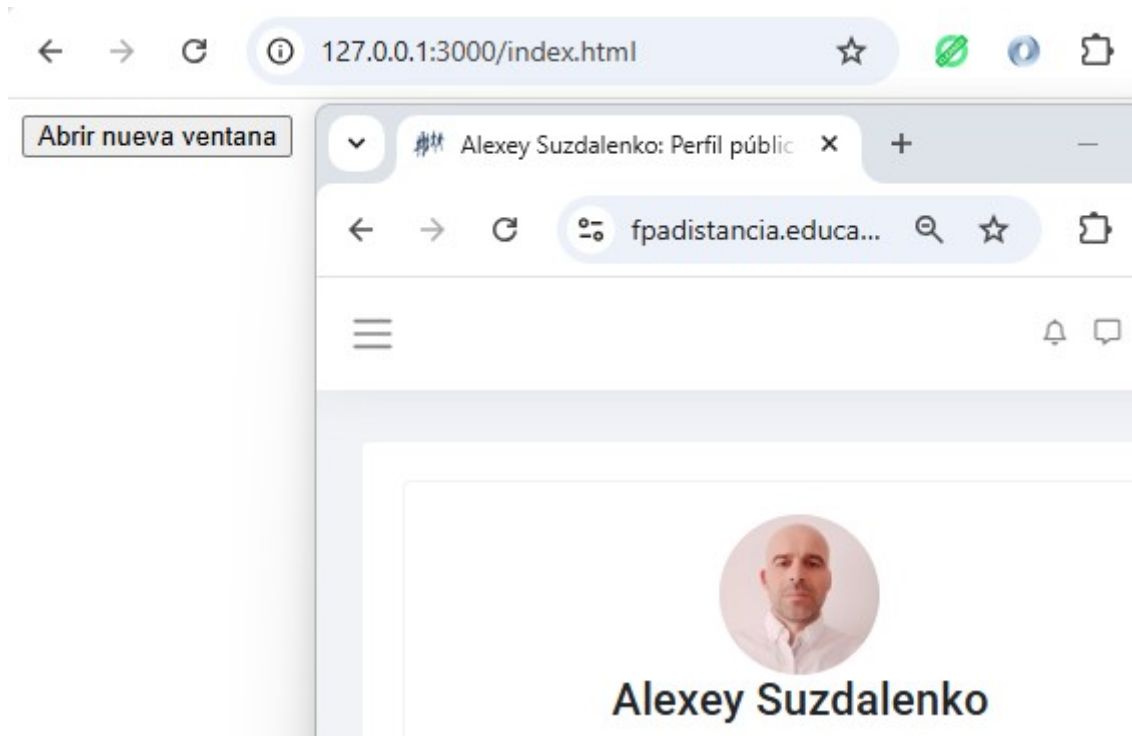 127.0.0.1:3000/index.html
Abrir nueva ventana
Alexey Suzdalenko: Perfil públic
fpadistancia.educa...
Alexey Suzdalenko